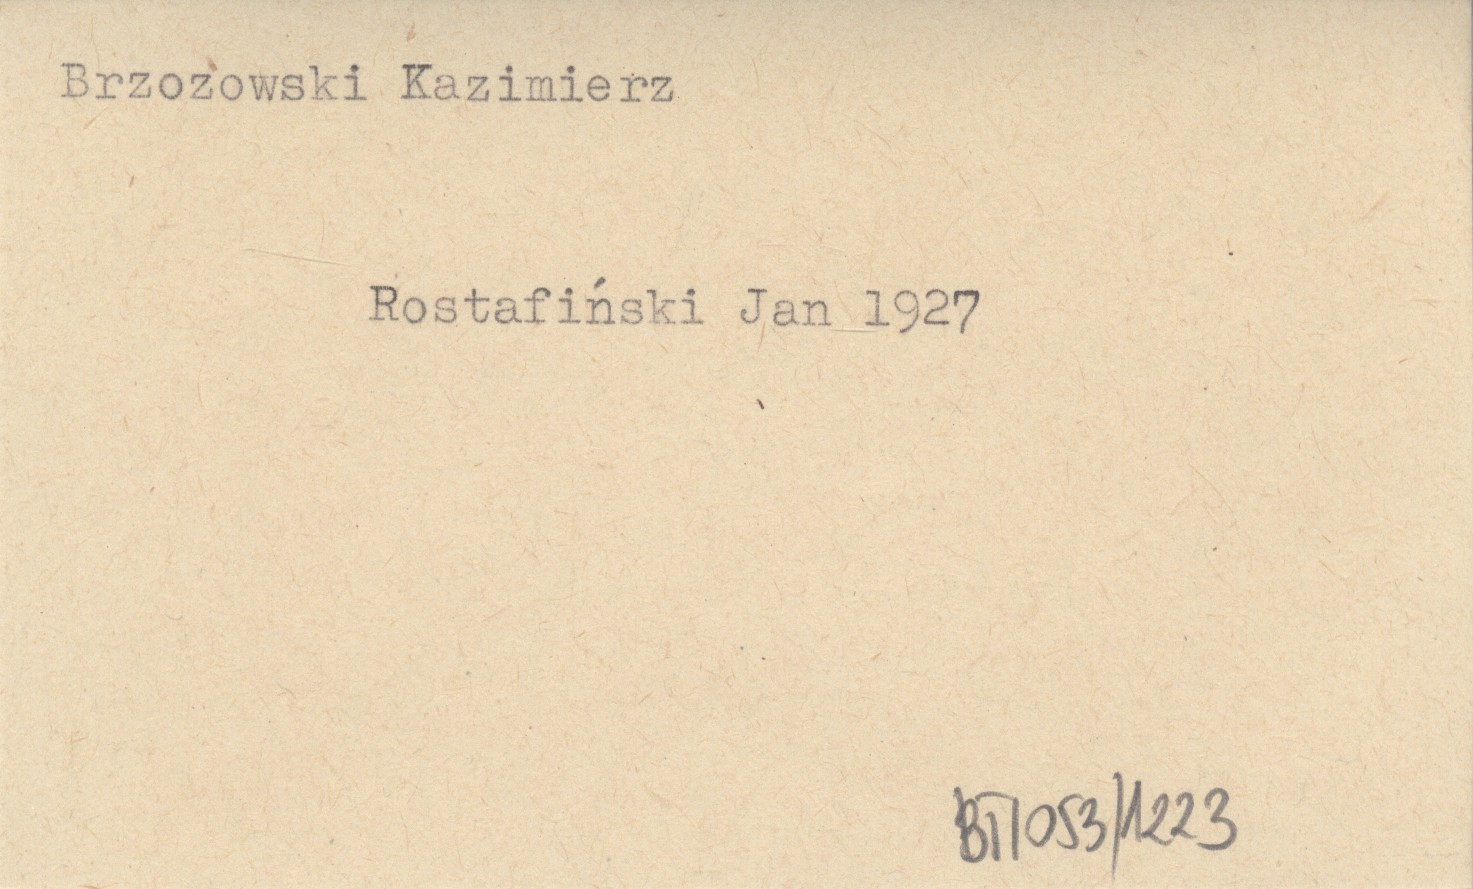 Brzozowski Kazimierz
Rostafiński Jan 1927
BT/053/1223